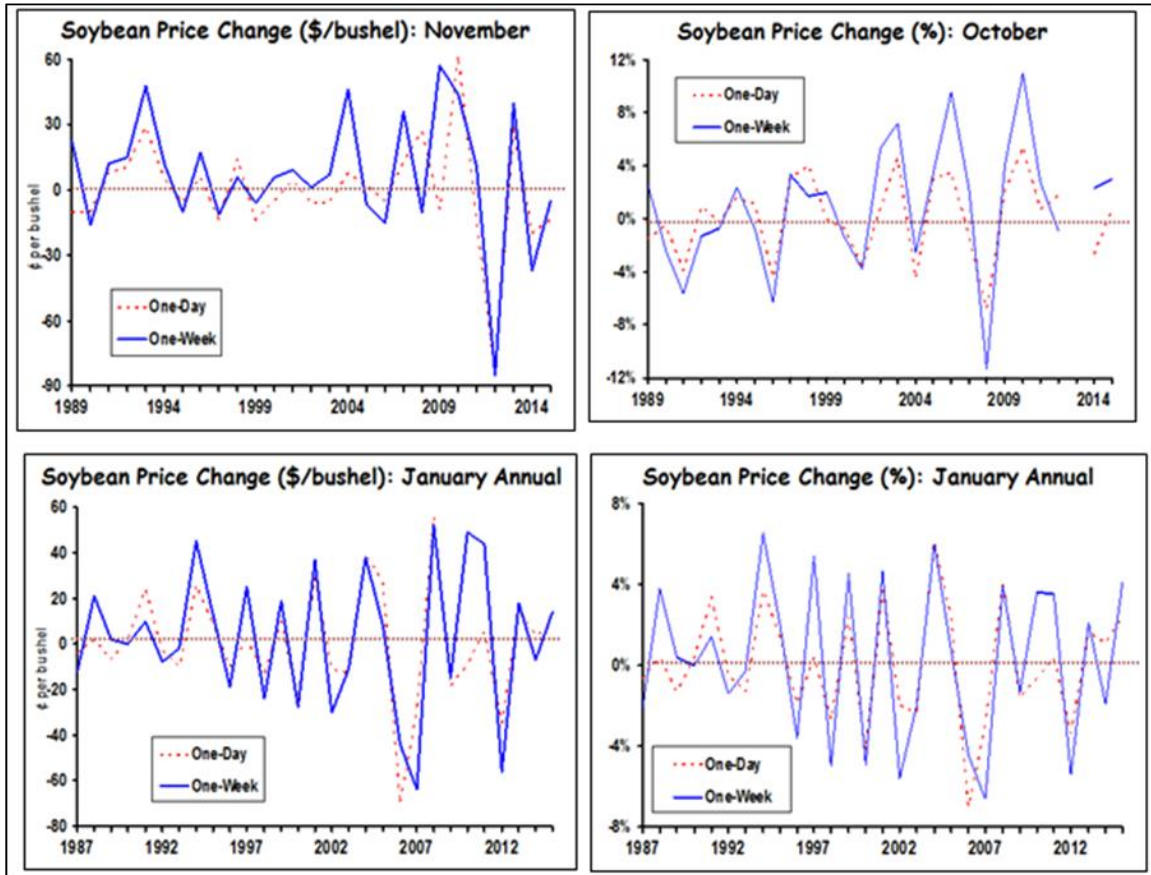 Soybean Price Change ($/bushel): November
60
30
0
-30
-60
-90
¢ per bushel
One-Day
One-Week
1989 1994 1999 2004 2009 2014
Soybean Price Change (%): October
12%
8%
4%
0%
-4%
-8%
-12%
One-Day
One-Week
1989 1994 1999 2004 2009 2014
Soybean Price Change ($/bushel): January Annual
60
40
20
0
-20
-40
-60
-80
¢ per bushel
One-Day
One-Week
1987 1992 1997 2002 2007 2012
Soybean Price Change (%): January Annual
8%
4%
0%
-4%
-8%
One-Day
One-Week
1987 1992 1997 2002 2007 2012